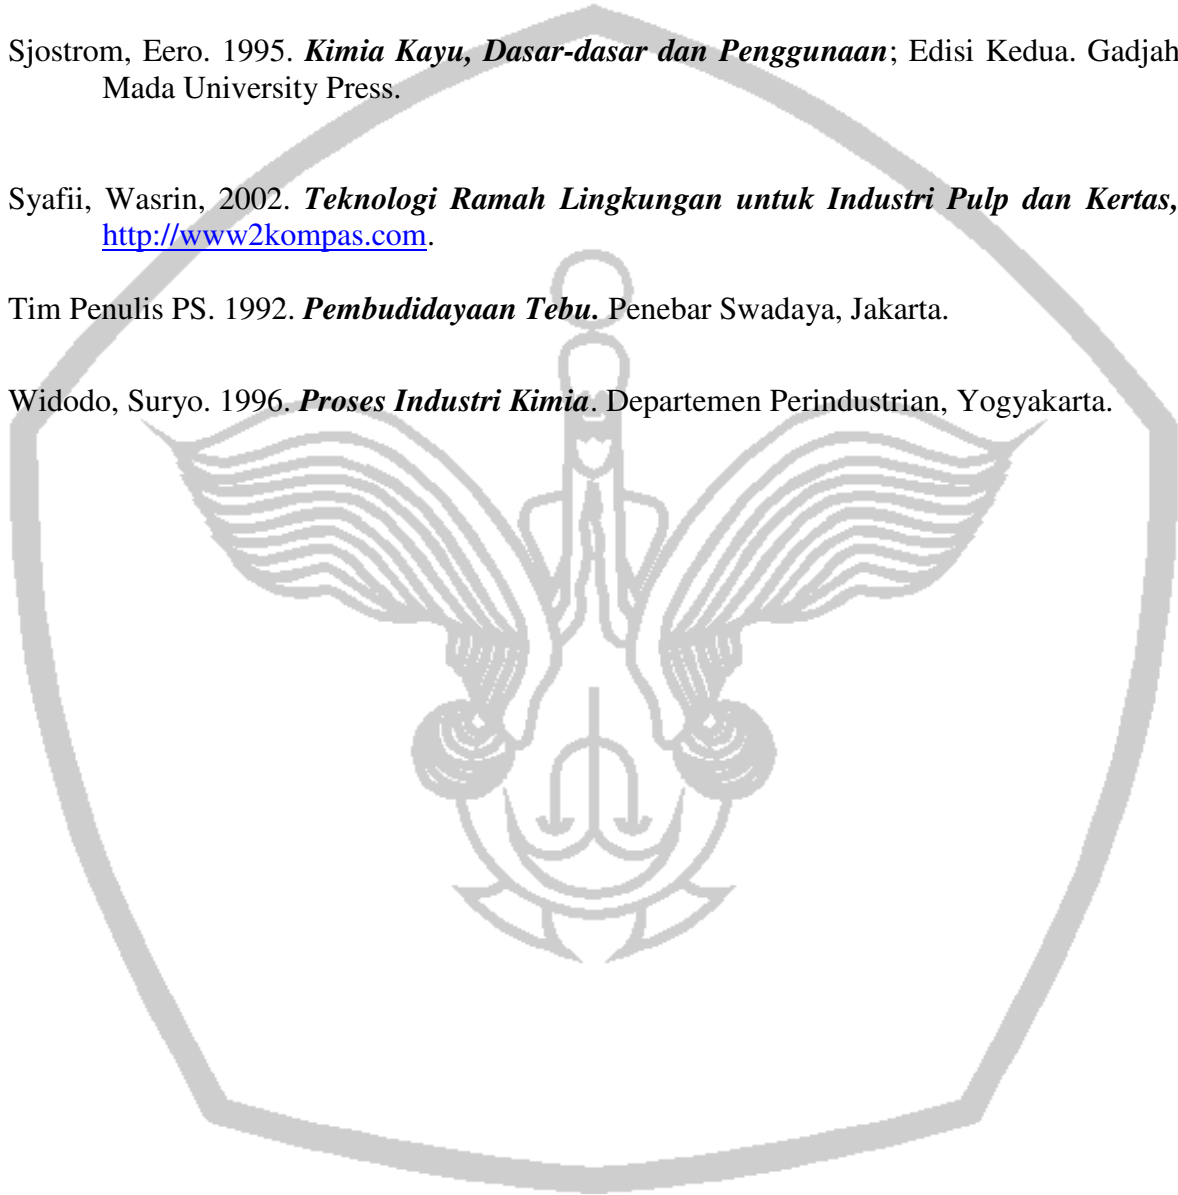 Sjostrom, Eero. 1995. Kimia Kayu, Dasar-dasar dan Penggunaan; Edisi Kedua. Gadjah
Mada University Press.
Syafii, Wasrin, 2002. Teknologi Ramah Lingkungan untuk Industri Pulp dan Kertas,
http://www2kompas.com.
Tim Penulis PS. 1992. Pembudidayaan Tebu. Penebar Swadaya, Jakarta.
Widodo, Suryo. 1996. Proses Industri Kimia. Departemen Perindustrian, Yogyakarta.